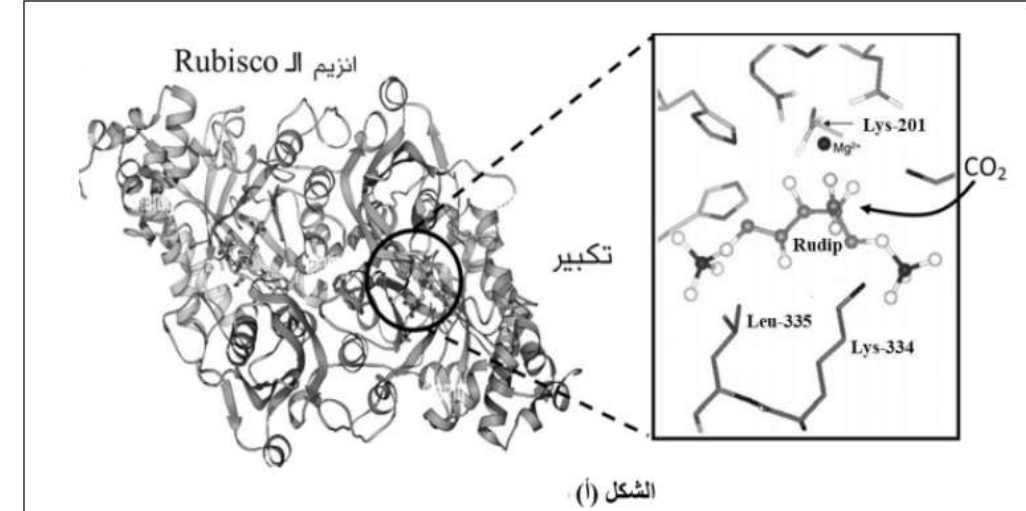 انزيم الـ Rubisco
Lys-201
Mg²⁺
CO₂
Rudip
تكبير
Leu-335
Lys-334
الشكل (أ)